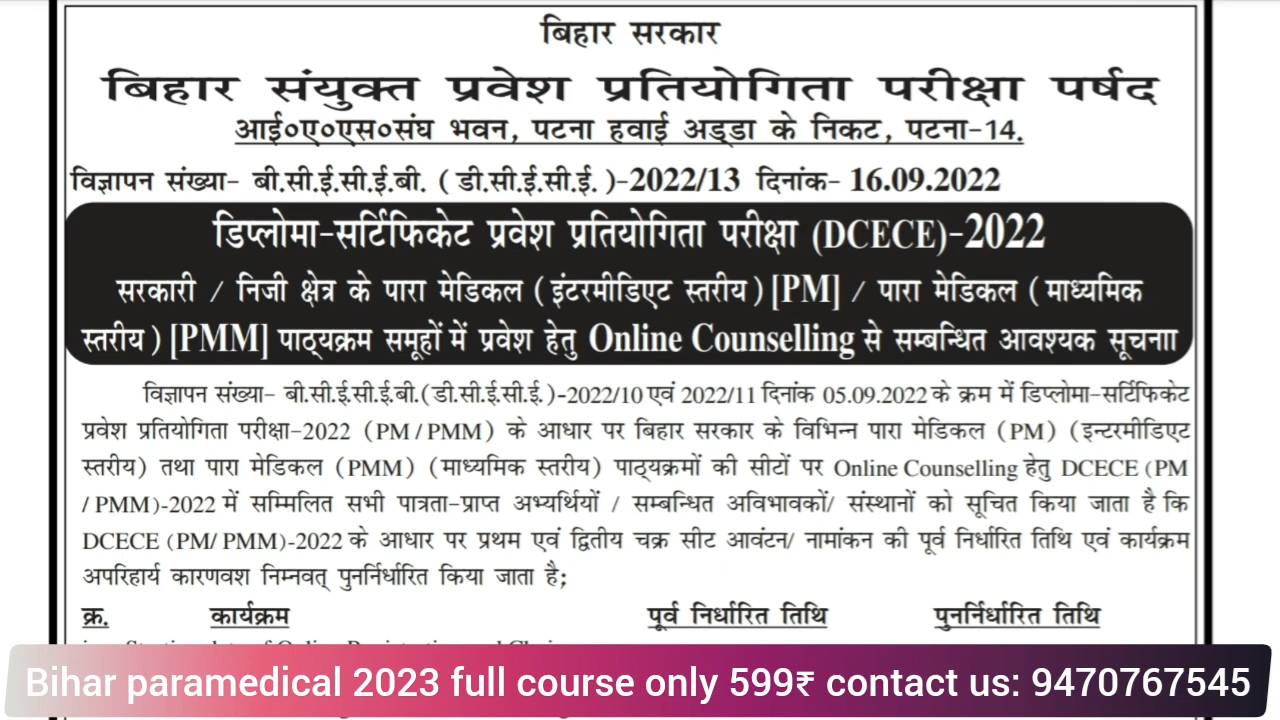 बिहार सरकार
बिहार संयुक्त प्रवेश प्रतियोगिता परीक्षा पर्षद
आई०ए०एस०संघ भवन, पटना हवाई अड्डा के निकट, पटना-14.
विज्ञापन संख्या- बी.सी.ई.सी.ई.बी. ( डी.सी.ई.सी.ई. )-2022/13 दिनांक- 16.09.2022
डिप्लोमा-सर्टिफिकेट प्रवेश प्रतियोगिता परीक्षा (DCECE)-2022
सरकारी / निजी क्षेत्र के पारा मेडिकल ( इंटरमीडिएट स्तरीय ) [PM] / पारा मेडिकल ( माध्यमिक
स्तरीय ) [PMM] पाठ्यक्रम समूहों में प्रवेश हेतु Online Counselling से सम्बन्धित आवश्यक सूचनाा
विज्ञापन संख्या- बी.सी.ई.सी.ई.बी.(डी.सी.ई.सी.ई.)-2022/10 एवं 2022/11 दिनांक 05.09.2022 के क्रम में डिप्लोमा-सर्टिफिकेट
प्रवेश प्रतियोगिता परीक्षा-2022 (PM/PMM) के आधार पर बिहार सरकार के विभिन्न पारा मेडिकल (PM) (इन्टरमीडिएट
स्तरीय) तथा पारा मेडिकल (PMM) (माध्यमिक स्तरीय) पाठ्यक्रमों की सीटों पर Online Counselling हेतु DCECE (PM
/ PMM)-2022 में सम्मिलित सभी पात्रता-प्राप्त अभ्यर्थियों / सम्बन्धित अविभावकों/ संस्थानों को सूचित किया जाता है कि
DCECE (PM/ PMM)-2022 के आधार पर प्रथम एवं द्वितीय चक्र सीट आवंटन/ नामांकन की पूर्व निर्धारित तिथि एवं कार्यक्रम
अपरिहार्य कारणवश निम्नवत् पुनर्निर्धारित किया जाता है;
क्र. कार्यक्रम पूर्व निर्धारित तिथि पुनर्निर्धारित तिथि
Bihar paramedical 2023 full course only 599₹ contact us: 9470767545